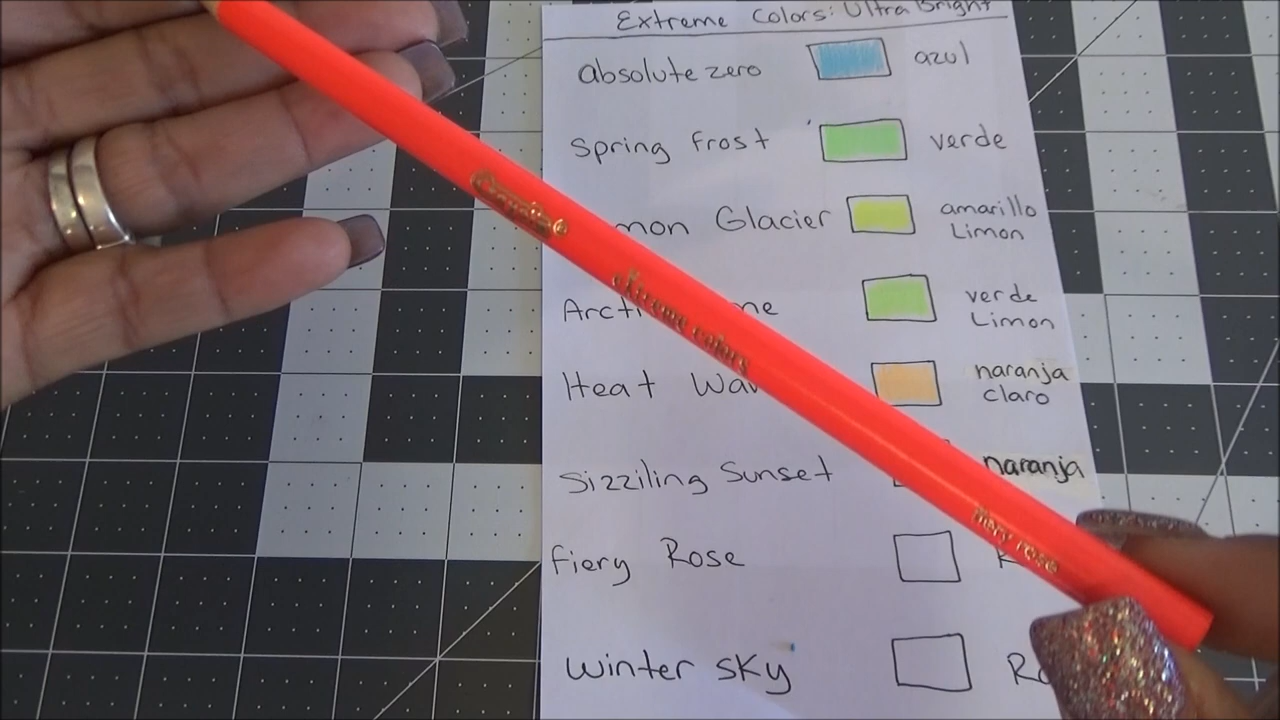 Extreme Colors: Ultra Bright
absolute zero azul
Spring Frost verde
mon Glacier amarillo
Limon
Arcti me verde
Limon
Heat Wav naranja
claro
Sizziling Sunset naranja
Fiery Rose
Winter Sky
Crayola
extreme colors
fiery rose